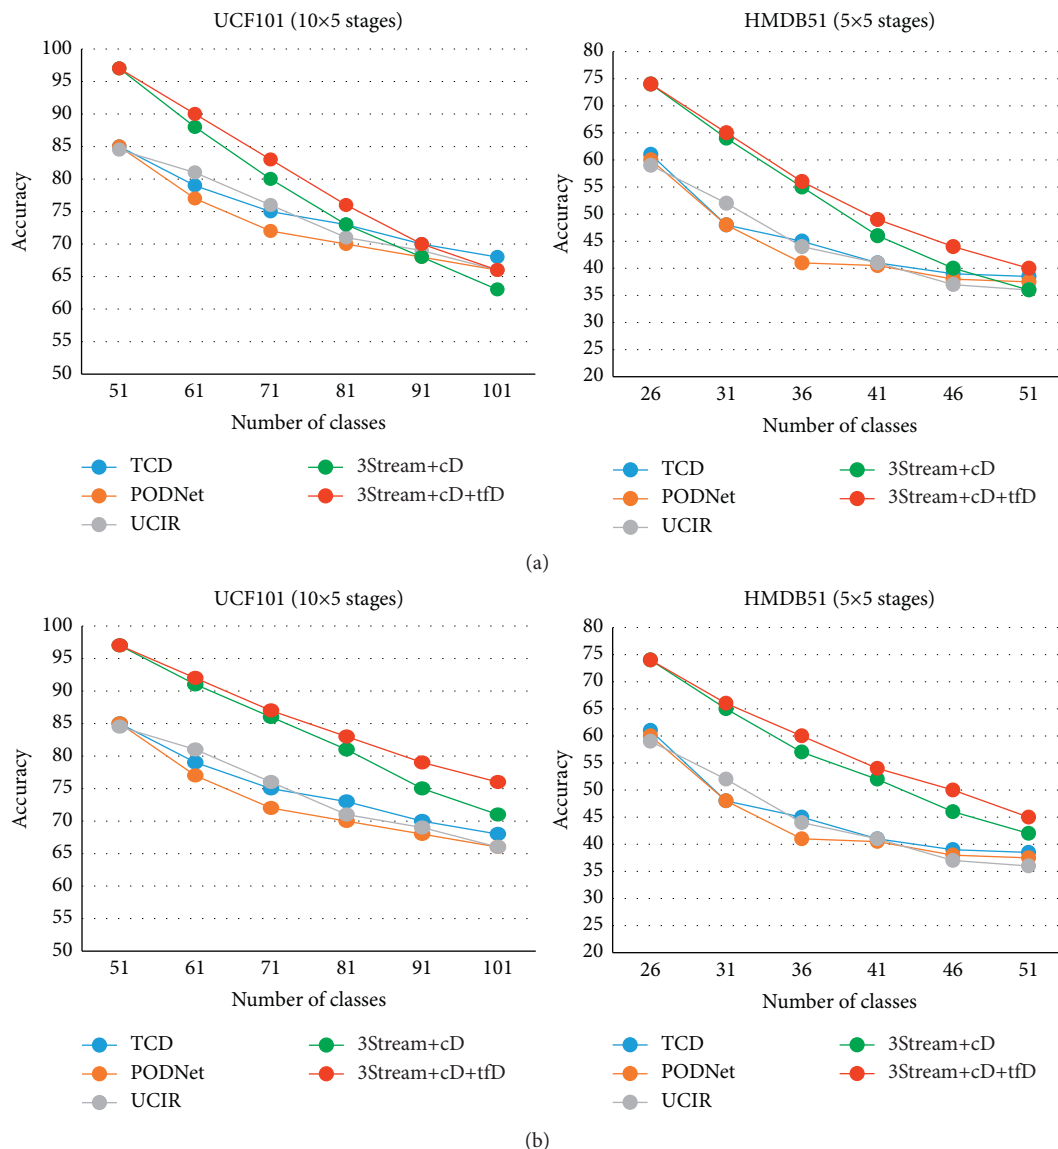 UCF101 (10×5 stages)
100
95
90
85
80
75
70
65
60
55
50
Accuracy
51 61 71 81 91 101
Number of classes
TCD
PODNet
UCIR
3Stream+cD
3Stream+cD+tfD
HMDB51 (5×5 stages)
80
75
70
65
60
55
50
45
40
35
30
25
20
Accuracy
26 31 36 41 46 51
Number of classes
TCD
PODNet
UCIR
3Stream+cD
3Stream+cD+tfD
(a)
UCF101 (10×5 stages)
100
95
90
85
80
75
70
65
60
55
50
Accuracy
51 61 71 81 91 101
Number of classes
TCD
PODNet
UCIR
3Stream+cD
3Stream+cD+tfD
HMDB51 (5×5 stages)
80
75
70
65
60
55
50
45
40
35
30
25
20
Accuracy
26 31 36 41 46 51
Number of classes
TCD
PODNet
UCIR
3Stream+cD
3Stream+cD+tfD
(b)